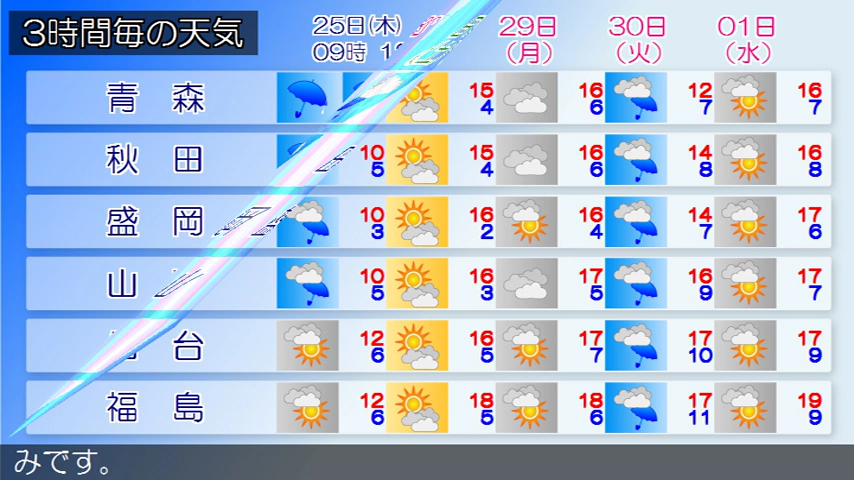 3時間毎の天気
25日(木)
09時
29日 30日 01日
(月) (火) (水)
青森 15 4 16 6 12 7 16 7
秋田 10 5 15 4 16 6 14 8 16 8
盛岡 10 3 16 2 16 4 14 7 17 6
山 10 5 16 3 17 5 16 9 17 7
台 12 6 16 5 17 7 17 10 17 9
福島 12 6 18 5 18 6 17 11 19 9
みです。